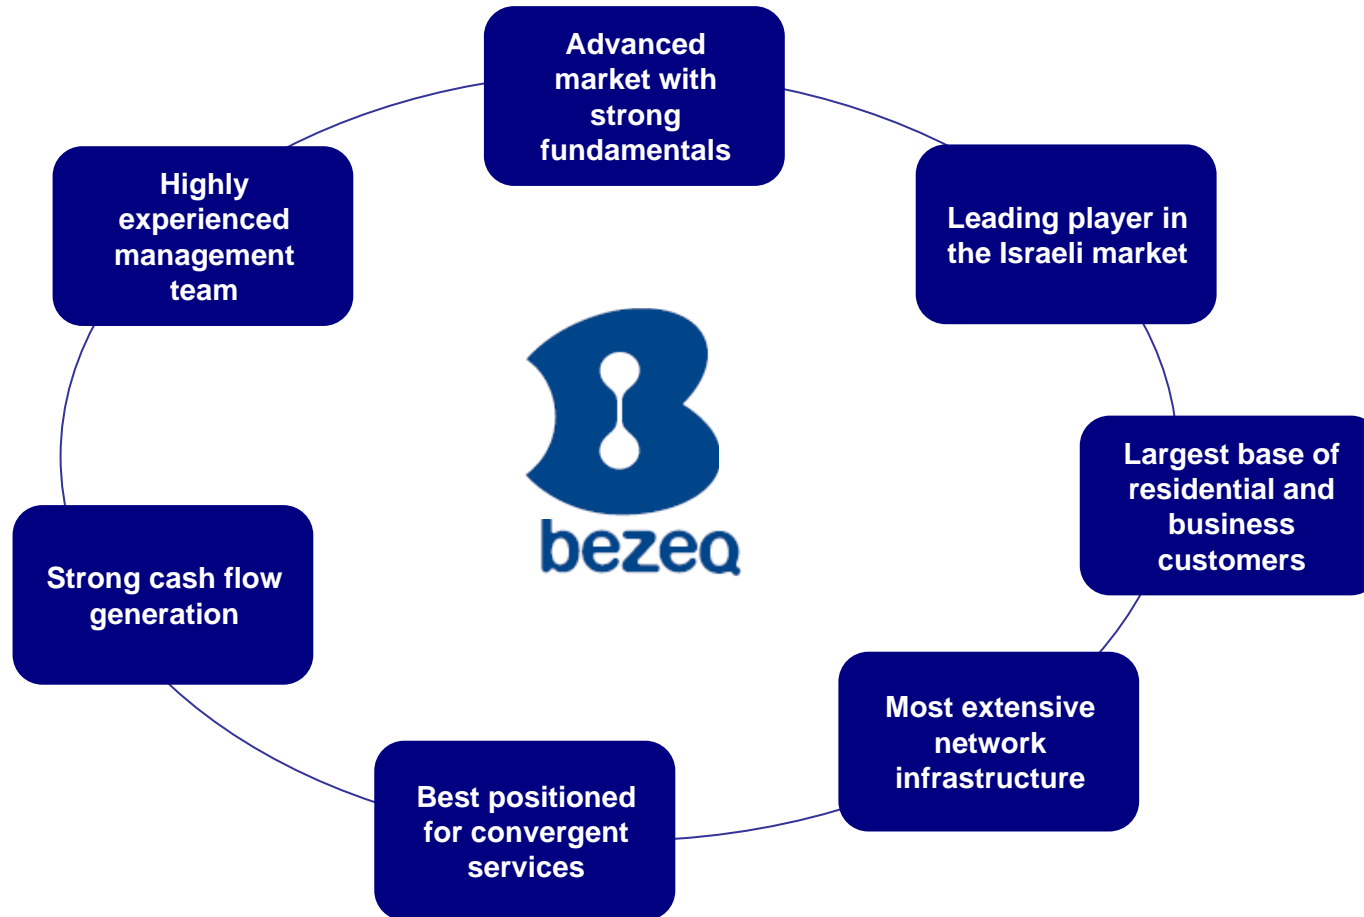 Advanced
market with
strong
fundamentals
Leading player in
the Israeli market
Largest base of
residential and
business
customers
Most extensive
network
infrastructure
Best positioned
for convergent
services
Strong cash flow
generation
Highly
experienced
management
team
bezeq